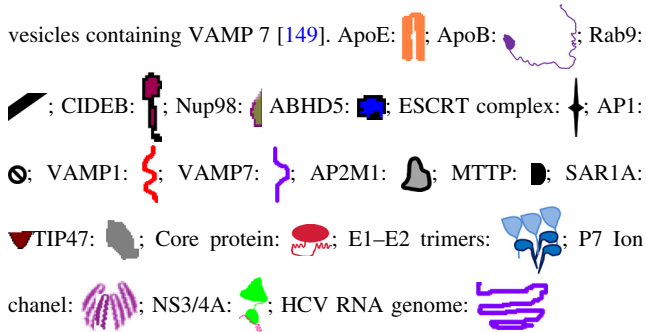 vesicles containing VAMP 7 [149]. ApoE: ; ApoB: ; Rab9:
; CIDEB: ; Nup98: ABHD5: ; ESCRT complex: ; AP1:
; VAMP1: ; VAMP7: ; AP2M1: ; MTTP: ; SAR1A:
TIP47: ; Core protein: ; E1–E2 trimers: ; P7 Ion
chanel: ; NS3/4A: ; HCV RNA genome: